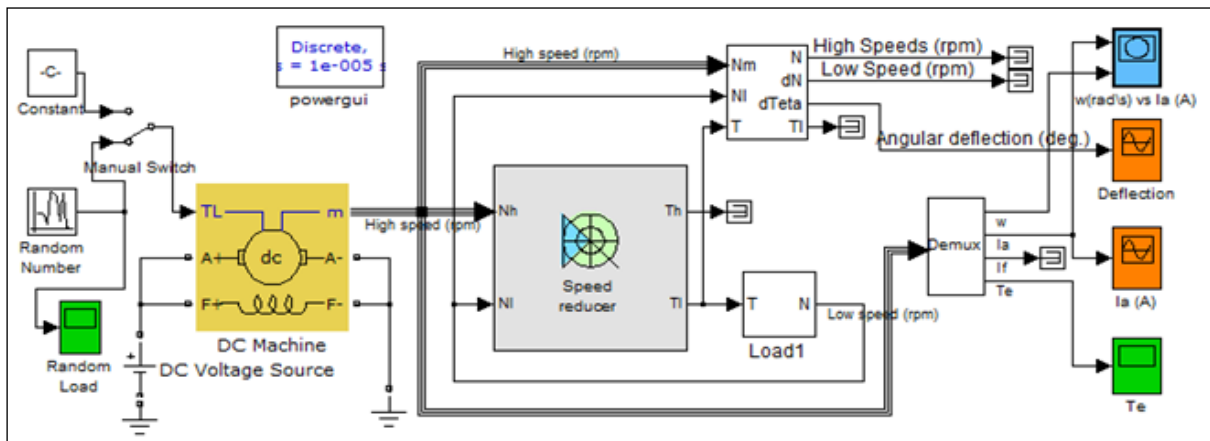 -C-
Constant
Manual Switch
Random
Number
Random
Load
Discrete,
s = 1e-005 s
powergui
TL
m
A+
dc
A-
F+
F-
DC Machine
DC Voltage Source
High speed (rpm)
High speed (rpm)
Nh
Th
Speed
reducer
Nl
Tl
T
N
Load1
Low speed (rpm)
Nm
N
dN
Nl
dTeta
T
Tl
High Speeds (rpm)
Low Speed (rpm)
Angular deflection (deg.)
Demux
w
Ia
If
Te
w(rad\s) vs Ia (A)
Deflection
Ia (A)
Te